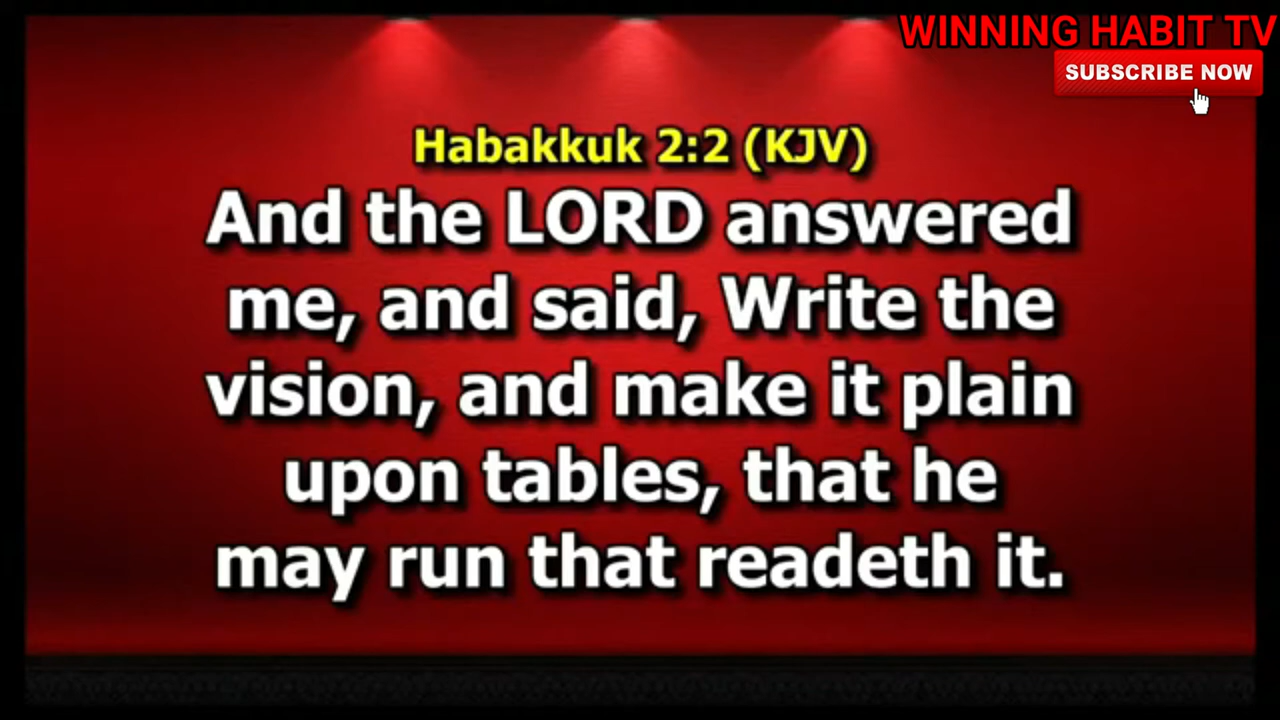 WINNING HABIT TV
SUBSCRIBE NOW
Habakkuk 2:2 (KJV)
And the LORD answered
me, and said, Write the
vision, and make it plain
upon tables, that he
may run that readeth it.